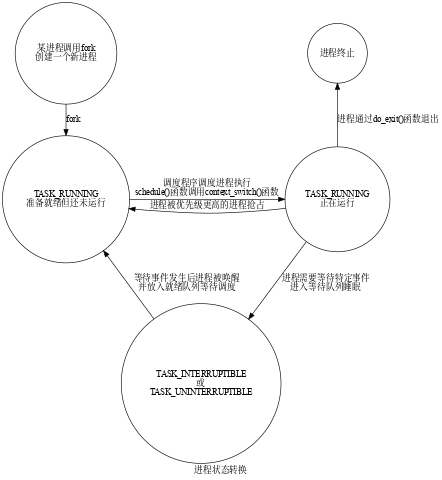 某进程调用fork
创建一个新进程
进程终止
fork
进程通过do_exit()函数退出
TASK_RUNNING
准备就绪但还未运行
调度程序调度进程执行
schedule()函数调用context_switch()函数
进程被优先级更高的进程抢占
TASK_RUNNING
正在运行
等待事件发生后进程被唤醒
并放入就绪队列等待调度
进程需要等待特定事件
进入等待队列睡眠
TASK_INTERRUPTIBLE
或
TASK_UNINTERRUPTIBLE
进程状态转换